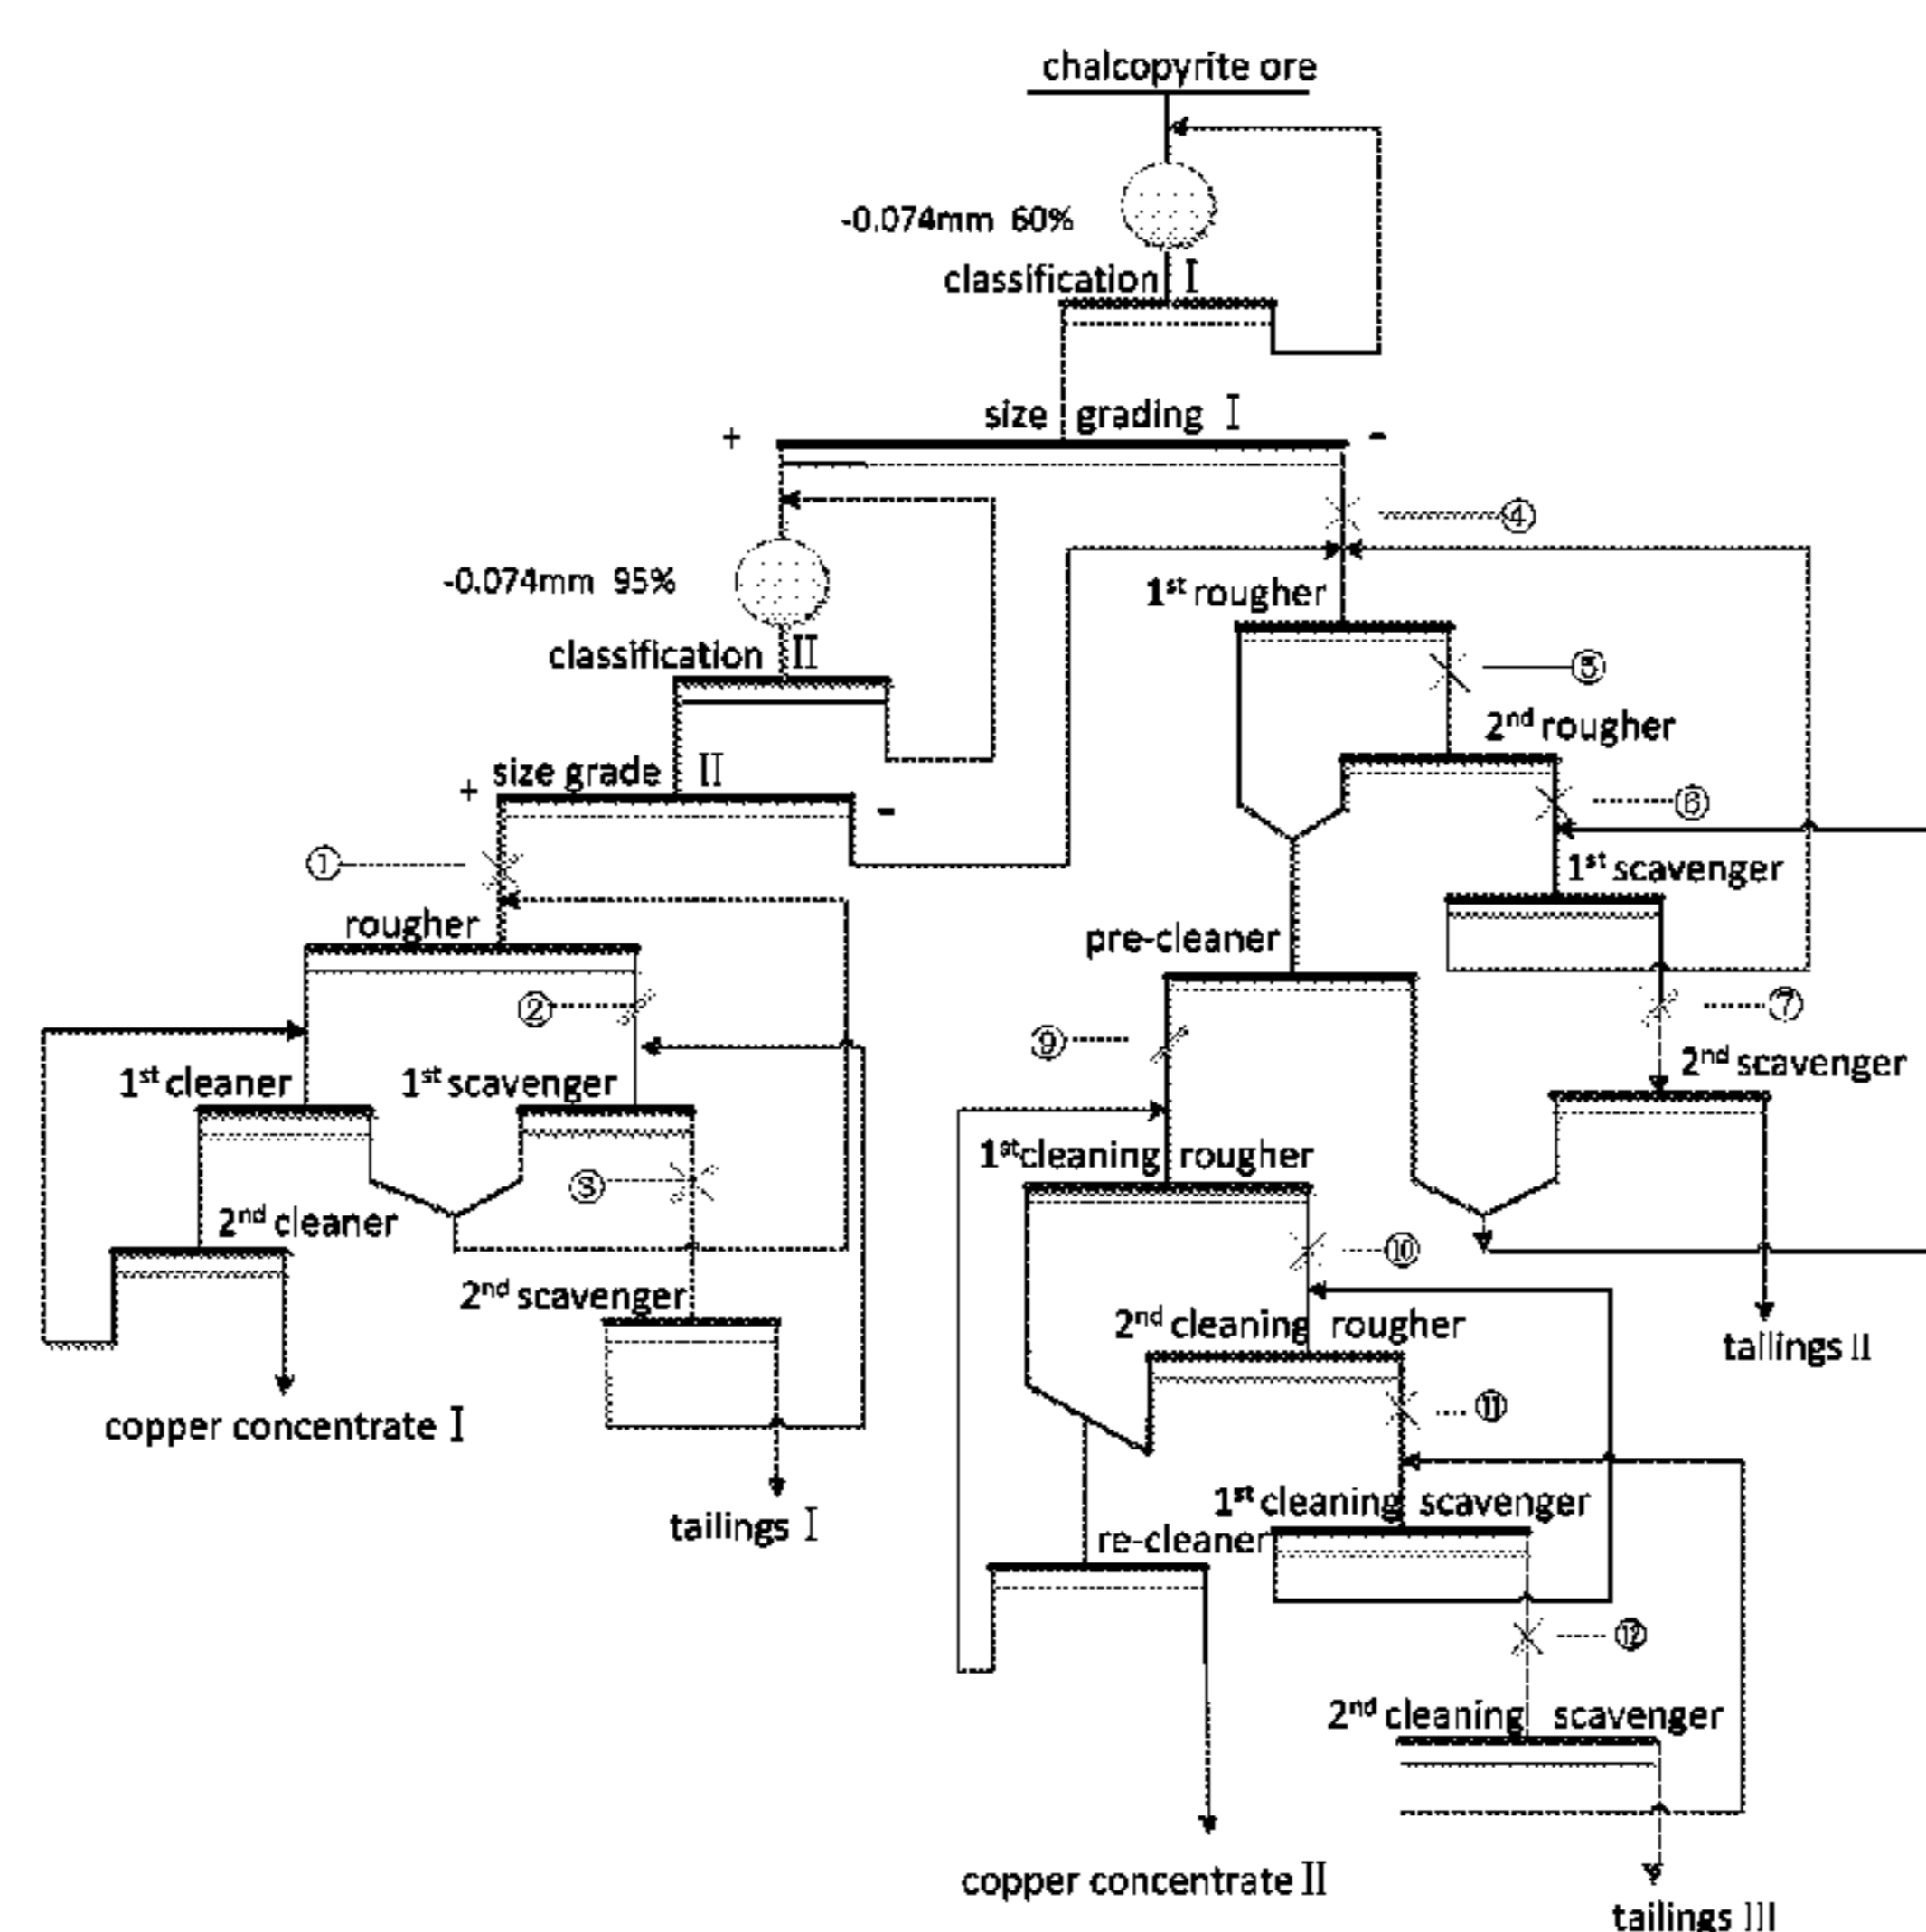 chalcopyrite ore
-0.074mm 60%
classification I
size grading I
+ -
④
-0.074mm 95%
1st rougher
classification II
⑤
2nd rougher
size grade II
+ -
⑥
①
1st scavenger
rougher
pre-cleaner
②
⑦
⑨
2nd scavenger
1st cleaner
1st scavenger
1st cleaning rougher
③
2nd cleaner
⑩
2nd scavenger
2nd cleaning rougher
tailings II
copper concentrate I
⑪
1st cleaning scavenger
tailings I
re-cleaner
⑫
2nd cleaning scavenger
copper concentrate II
tailings III